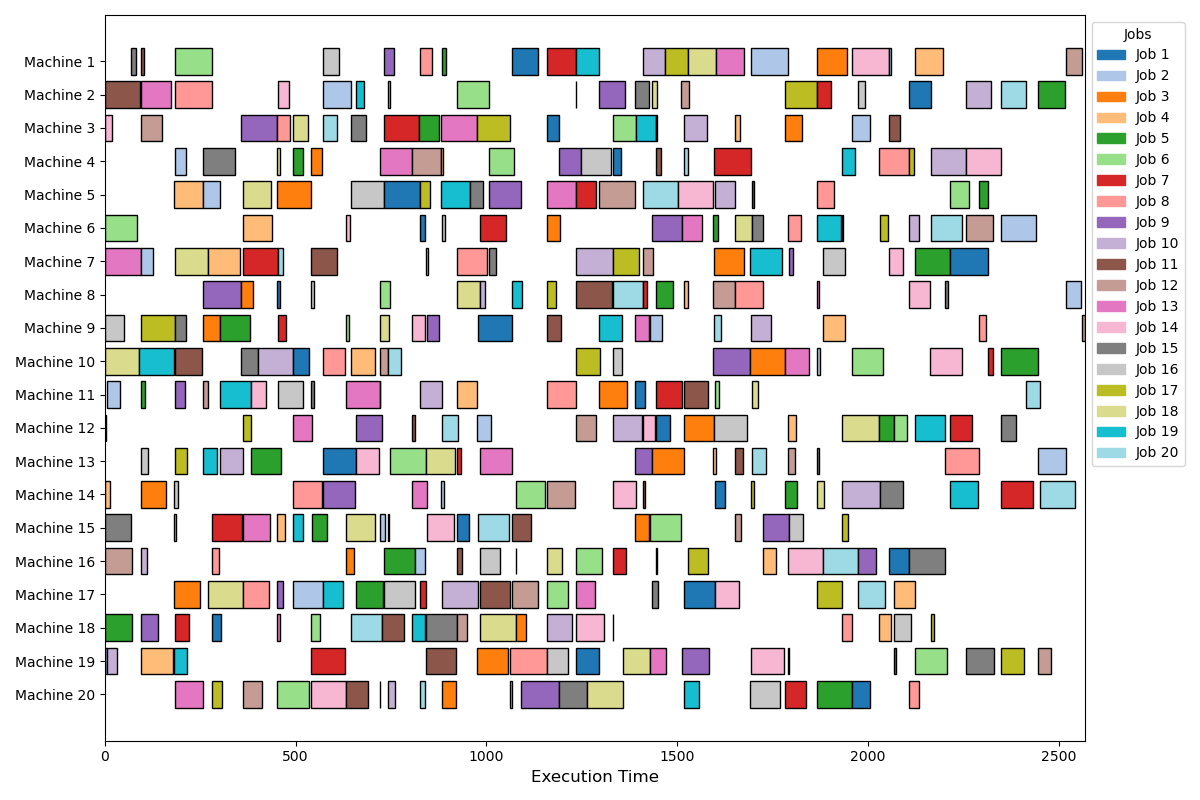 Machine 1
Machine 2
Machine 3
Machine 4
Machine 5
Machine 6
Machine 7
Machine 8
Machine 9
Machine 10
Machine 11
Machine 12
Machine 13
Machine 14
Machine 15
Machine 16
Machine 17
Machine 18
Machine 19
Machine 20
0 500 1000 1500 2000 2500
Execution Time
Jobs
Job 1
Job 2
Job 3
Job 4
Job 5
Job 6
Job 7
Job 8
Job 9
Job 10
Job 11
Job 12
Job 13
Job 14
Job 15
Job 16
Job 17
Job 18
Job 19
Job 20